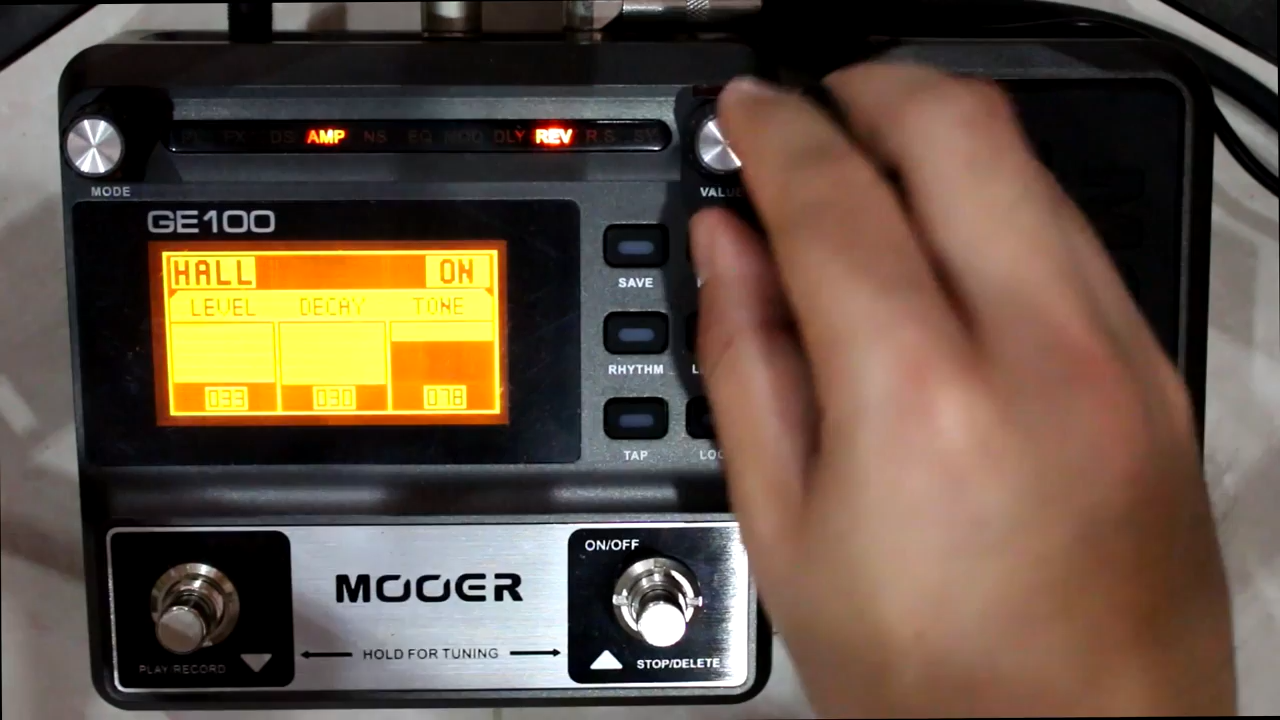 AMP NS EQ MOD DLY REV
MODE
VALUE
GE100
HALL ON
LEVEL DECAY TONE
033 030 078
SAVE
RHYTHM
TAP
ON/OFF
MOOER
HOLD FOR TUNING
PLAY/RECORD
STOP/DELETE